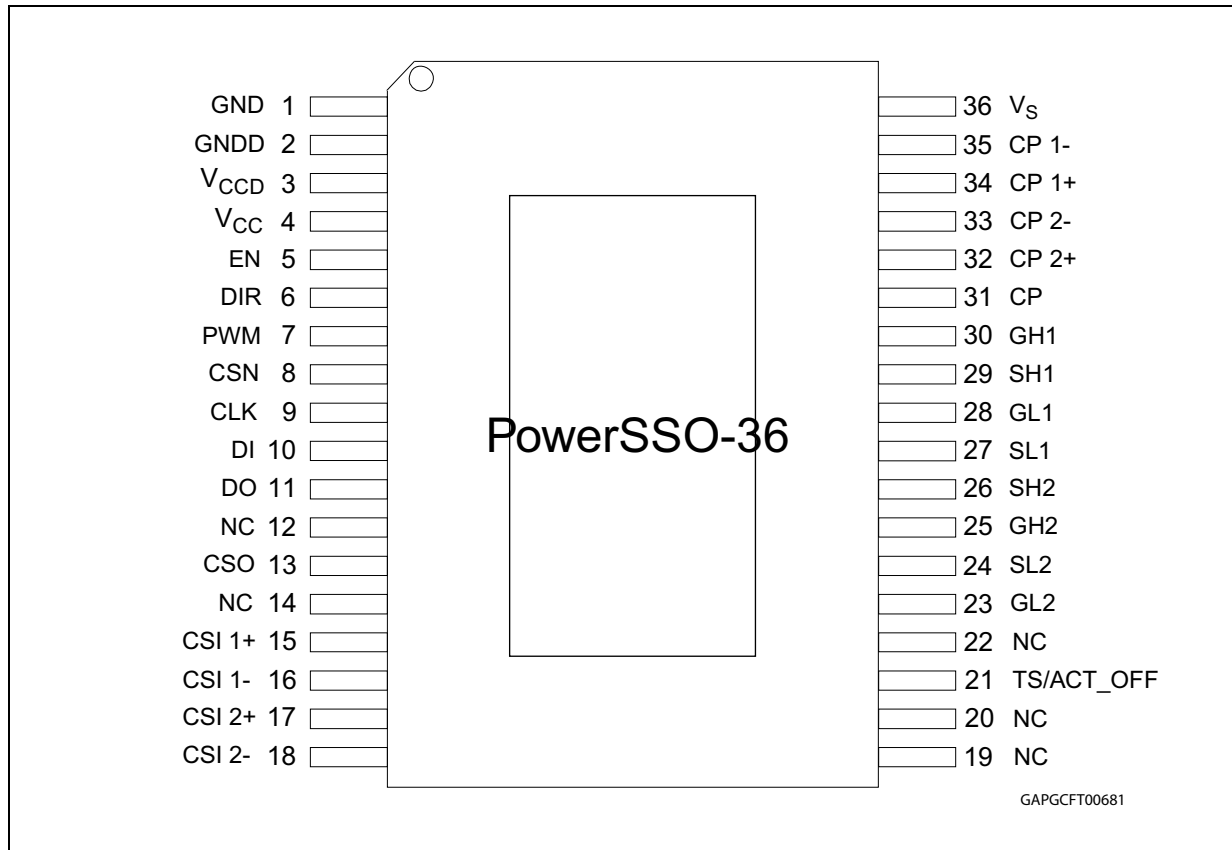 GND 1
GNDD 2
VCCD 3
VCC 4
EN 5
DIR 6
PWM 7
CSN 8
CLK 9
DI 10
DO 11
NC 12
CSO 13
NC 14
CSI 1+ 15
CSI 1- 16
CSI 2+ 17
CSI 2- 18
PowerSSO-36
36 VS
35 CP 1-
34 CP 1+
33 CP 2-
32 CP 2+
31 CP
30 GH1
29 SH1
28 GL1
27 SL1
26 SH2
25 GH2
24 SL2
23 GL2
22 NC
21 TS/ACT_OFF
20 NC
19 NC
GAPGCFT00681